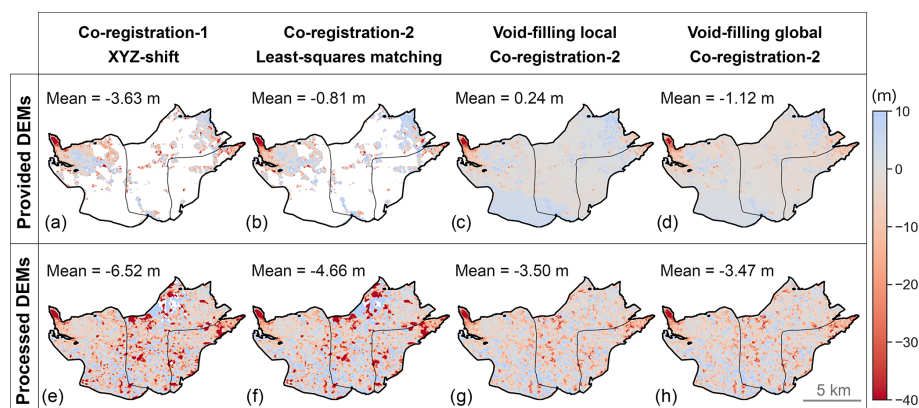 Co-registration-1
XYZ-shift
Co-registration-2
Least-squares matching
Void-filling local
Co-registration-2
Void-filling global
Co-registration-2
Provided DEMs
Mean = -3.63 m
(a)
Mean = -0.81 m
(b)
Mean = 0.24 m
(c)
Mean = -1.12 m
(d)
Processed DEMs
Mean = -6.52 m
(e)
Mean = -4.66 m
(f)
Mean = -3.50 m
(g)
Mean = -3.47 m
(h)
5 km
(m)
10
0
−10
−20
−30
−40